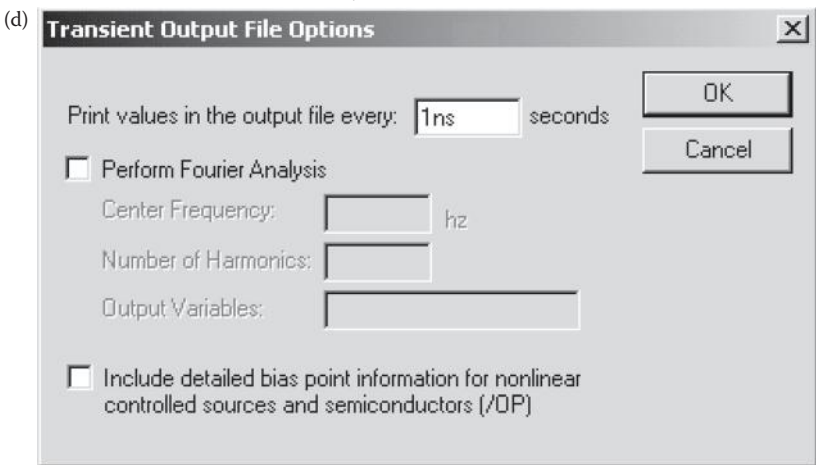 (d)
Transient Output File Options
Print values in the output file every: 1ns seconds
OK
Cancel
Perform Fourier Analysis
Center Frequency: hz
Number of Harmonics:
Output Variables:
Include detailed bias point information for nonlinear
controlled sources and semiconductors (/OP)